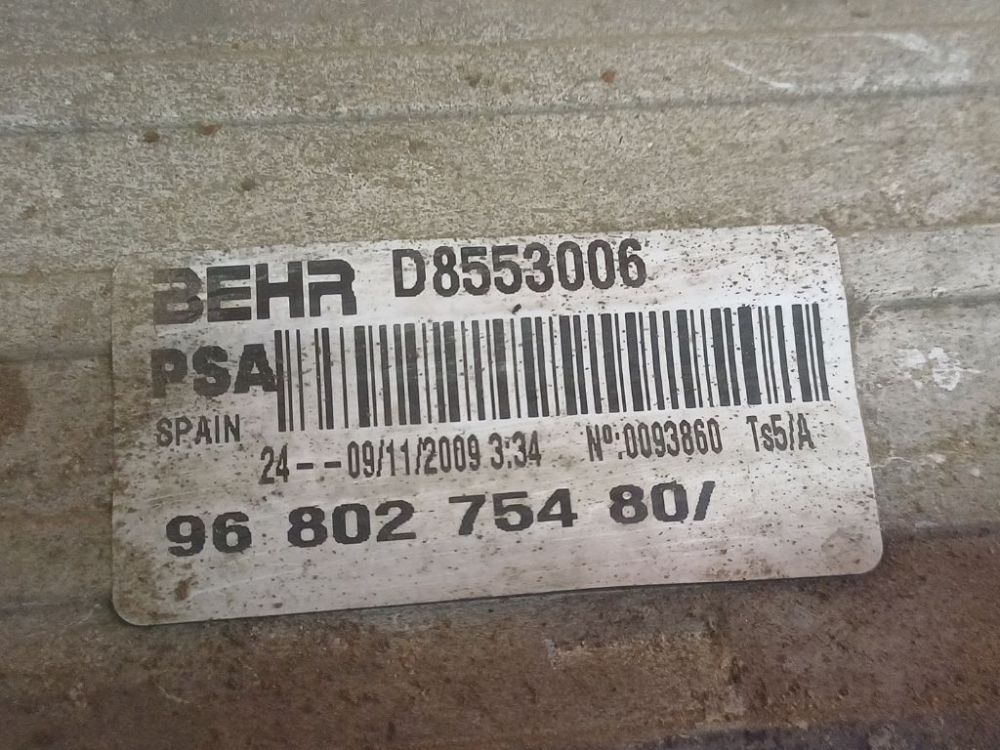 BEHR D8553006
PSA
SPAIN
24 - - 09/11/2009 3:34 Nº:0093860 Ts5/A
96 802 754 80/